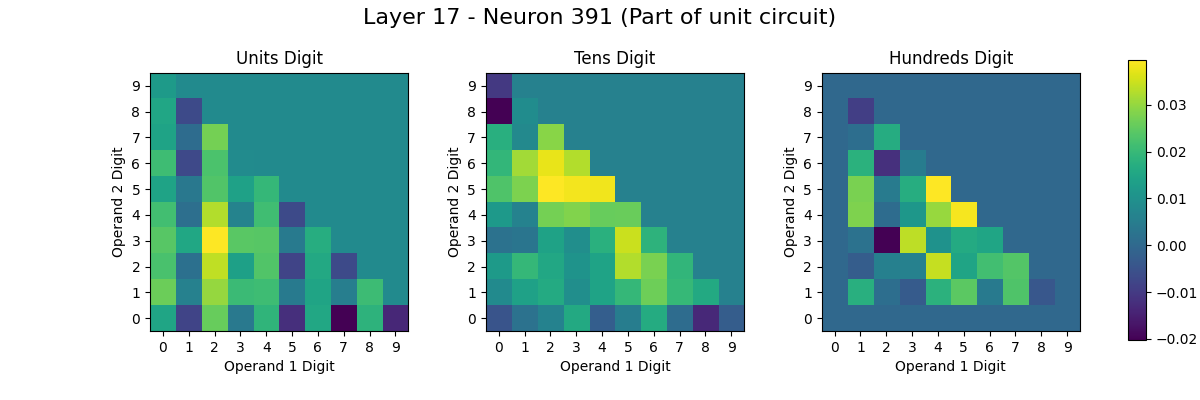 Layer 17 - Neuron 391 (Part of unit circuit)
Units Digit
Operand 2 Digit
9
8
7
6
5
4
3
2
1
0
0 1 2 3 4 5 6 7 8 9
Operand 1 Digit
Tens Digit
Operand 2 Digit
9
8
7
6
5
4
3
2
1
0
0 1 2 3 4 5 6 7 8 9
Operand 1 Digit
Hundreds Digit
Operand 2 Digit
9
8
7
6
5
4
3
2
1
0
0 1 2 3 4 5 6 7 8 9
Operand 1 Digit
0.03
0.02
0.01
0.00
−0.01
−0.02